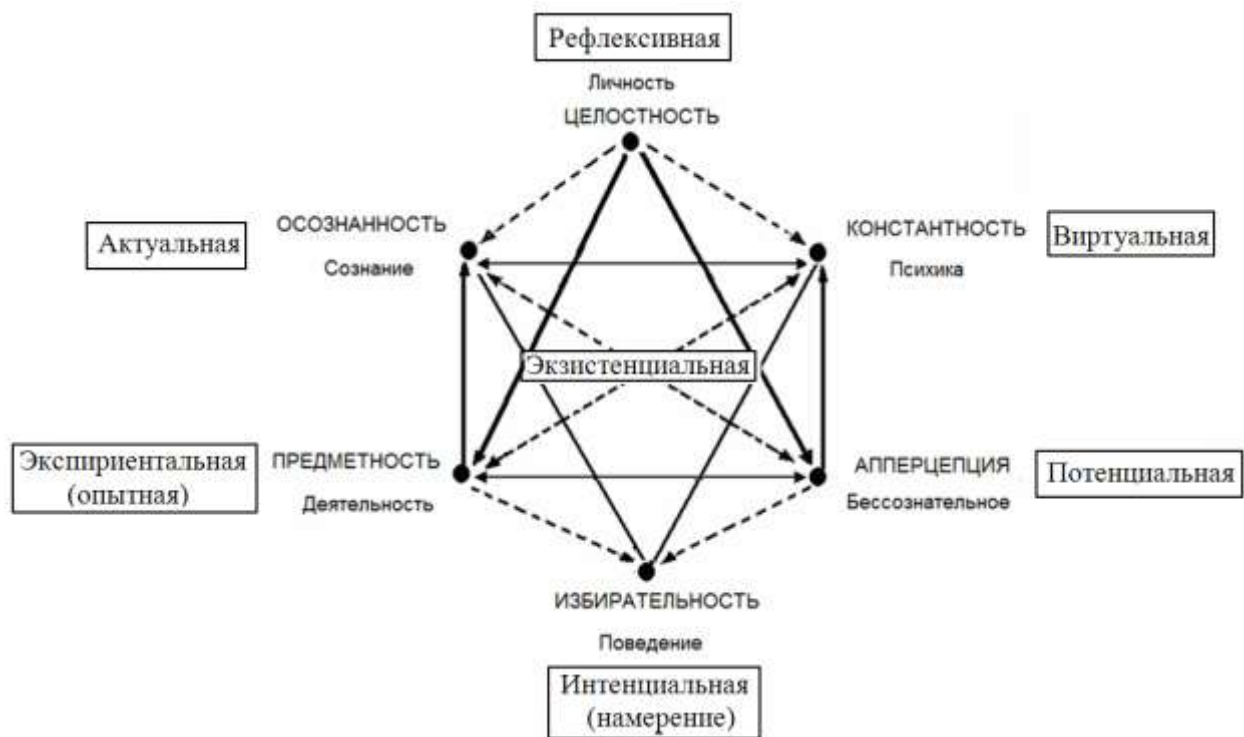 Рефлексивная
Личность
ЦЕЛОСТНОСТЬ
ОСОЗНАННОСТЬ
КОНСТАНТНОСТЬ
Актуальная
Виртуальная
Сознание
Психика
Экзистенциальная
Экспириентальная
(опытная)
ПРЕДМЕТНОСТЬ
АППЕРЦЕПЦИЯ
Потенциальная
Деятельность
Бессознательное
ИЗБИРАТЕЛЬНОСТЬ
Поведение
Интенциальная
(намерение)